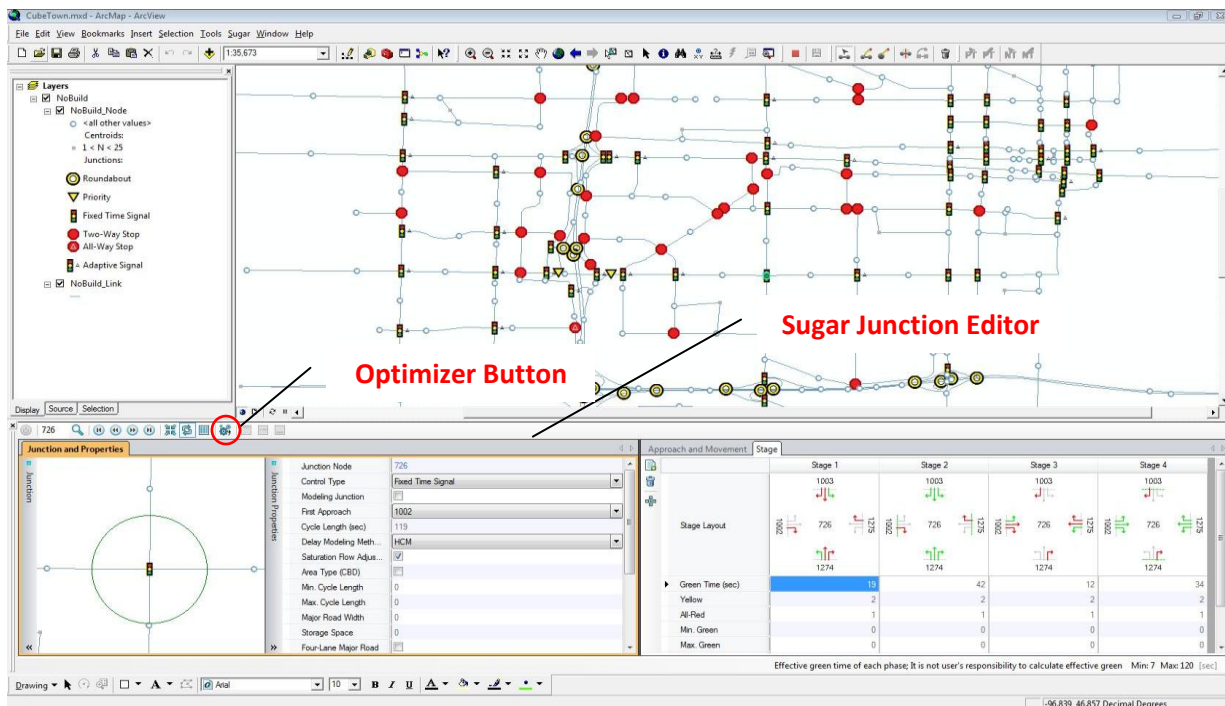 CubeTown.mxd - ArcMap - ArcView
File Edit View Bookmarks Insert Selection Tools Sugar Window Help
1:35,673
Layers
NoBuild
NoBuild_Node
<all other values>
Centroids:
1 < N < 25
Junctions:
Roundabout
Priority
Fixed Time Signal
Two-Way Stop
All-Way Stop
Adaptive Signal
NoBuild_Link
Sugar Junction Editor
Optimizer Button
Display Source Selection
726
Junction and Properties
Junction
Junction Properties
Junction Node 726
Control Type Fixed Time Signal
Modeling Junction
First Approach 1002
Cycle Length (sec) 119
Delay Modeling Meth... HCM
Saturation Flow Adjus...
Area Type (CBD)
Min. Cycle Length 0
Max. Cycle Length 0
Major Road Width 0
Storage Space 0
Four-Lane Major Road
Approach and Movement Stage
Stage 1 Stage 2 Stage 3 Stage 4
1003 1003 1003 1003
Stage Layout 1002 726 1275 1002 726 1275 1002 726 1275 1002 726 1275
1274 1274 1274 1274
Green Time (sec) 19 42 12 34
Yellow 2 2 2 2
All-Red 1 1 1 1
Min. Green 0 0 0 0
Max. Green 0 0 0 0
Effective green time of each phase; It is not user's responsibility to calculate effective green Min: 7 Max: 120 [sec]
Drawing A Arial 10 B I U A
-96.839 46.857 Decimal Degrees